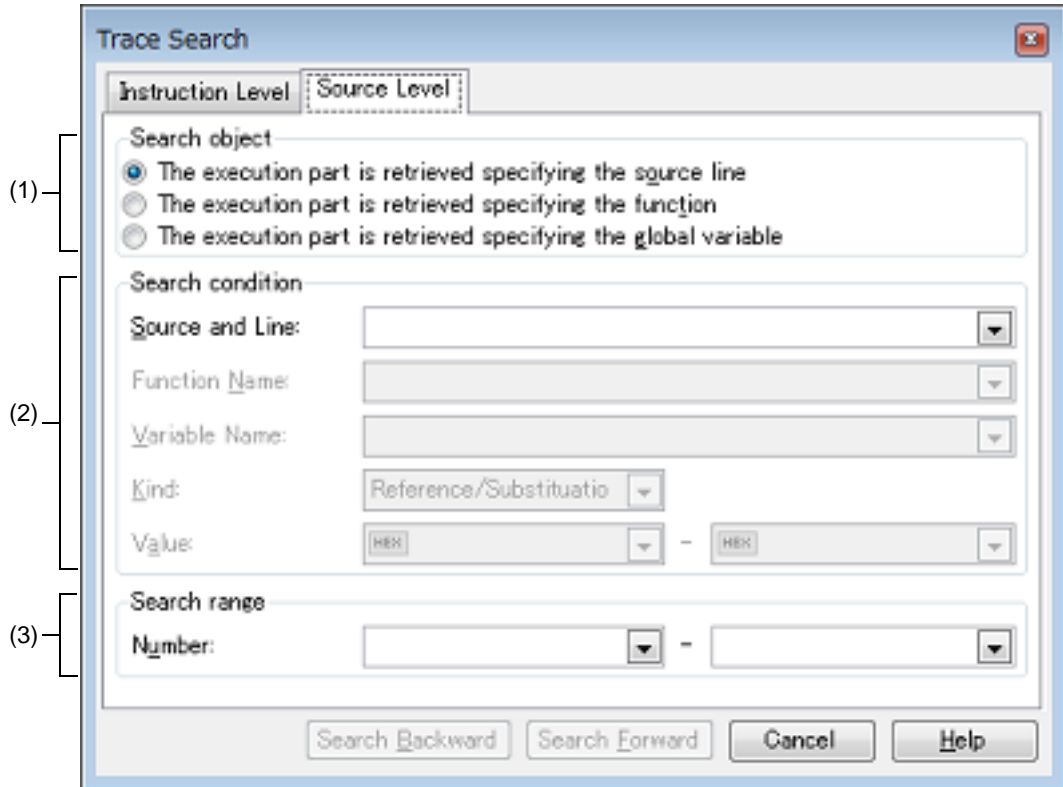 Trace Search
Instruction Level Source Level
(1)
Search object
The execution part is retrieved specifying the source line
The execution part is retrieved specifying the function
The execution part is retrieved specifying the global variable
(2)
Search condition
Source and Line:
Function Name:
Variable Name:
Kind: Reference/Substituatio
Value: HEX - HEX
(3)
Search range
Number: -
Search Backward Search Forward Cancel Help